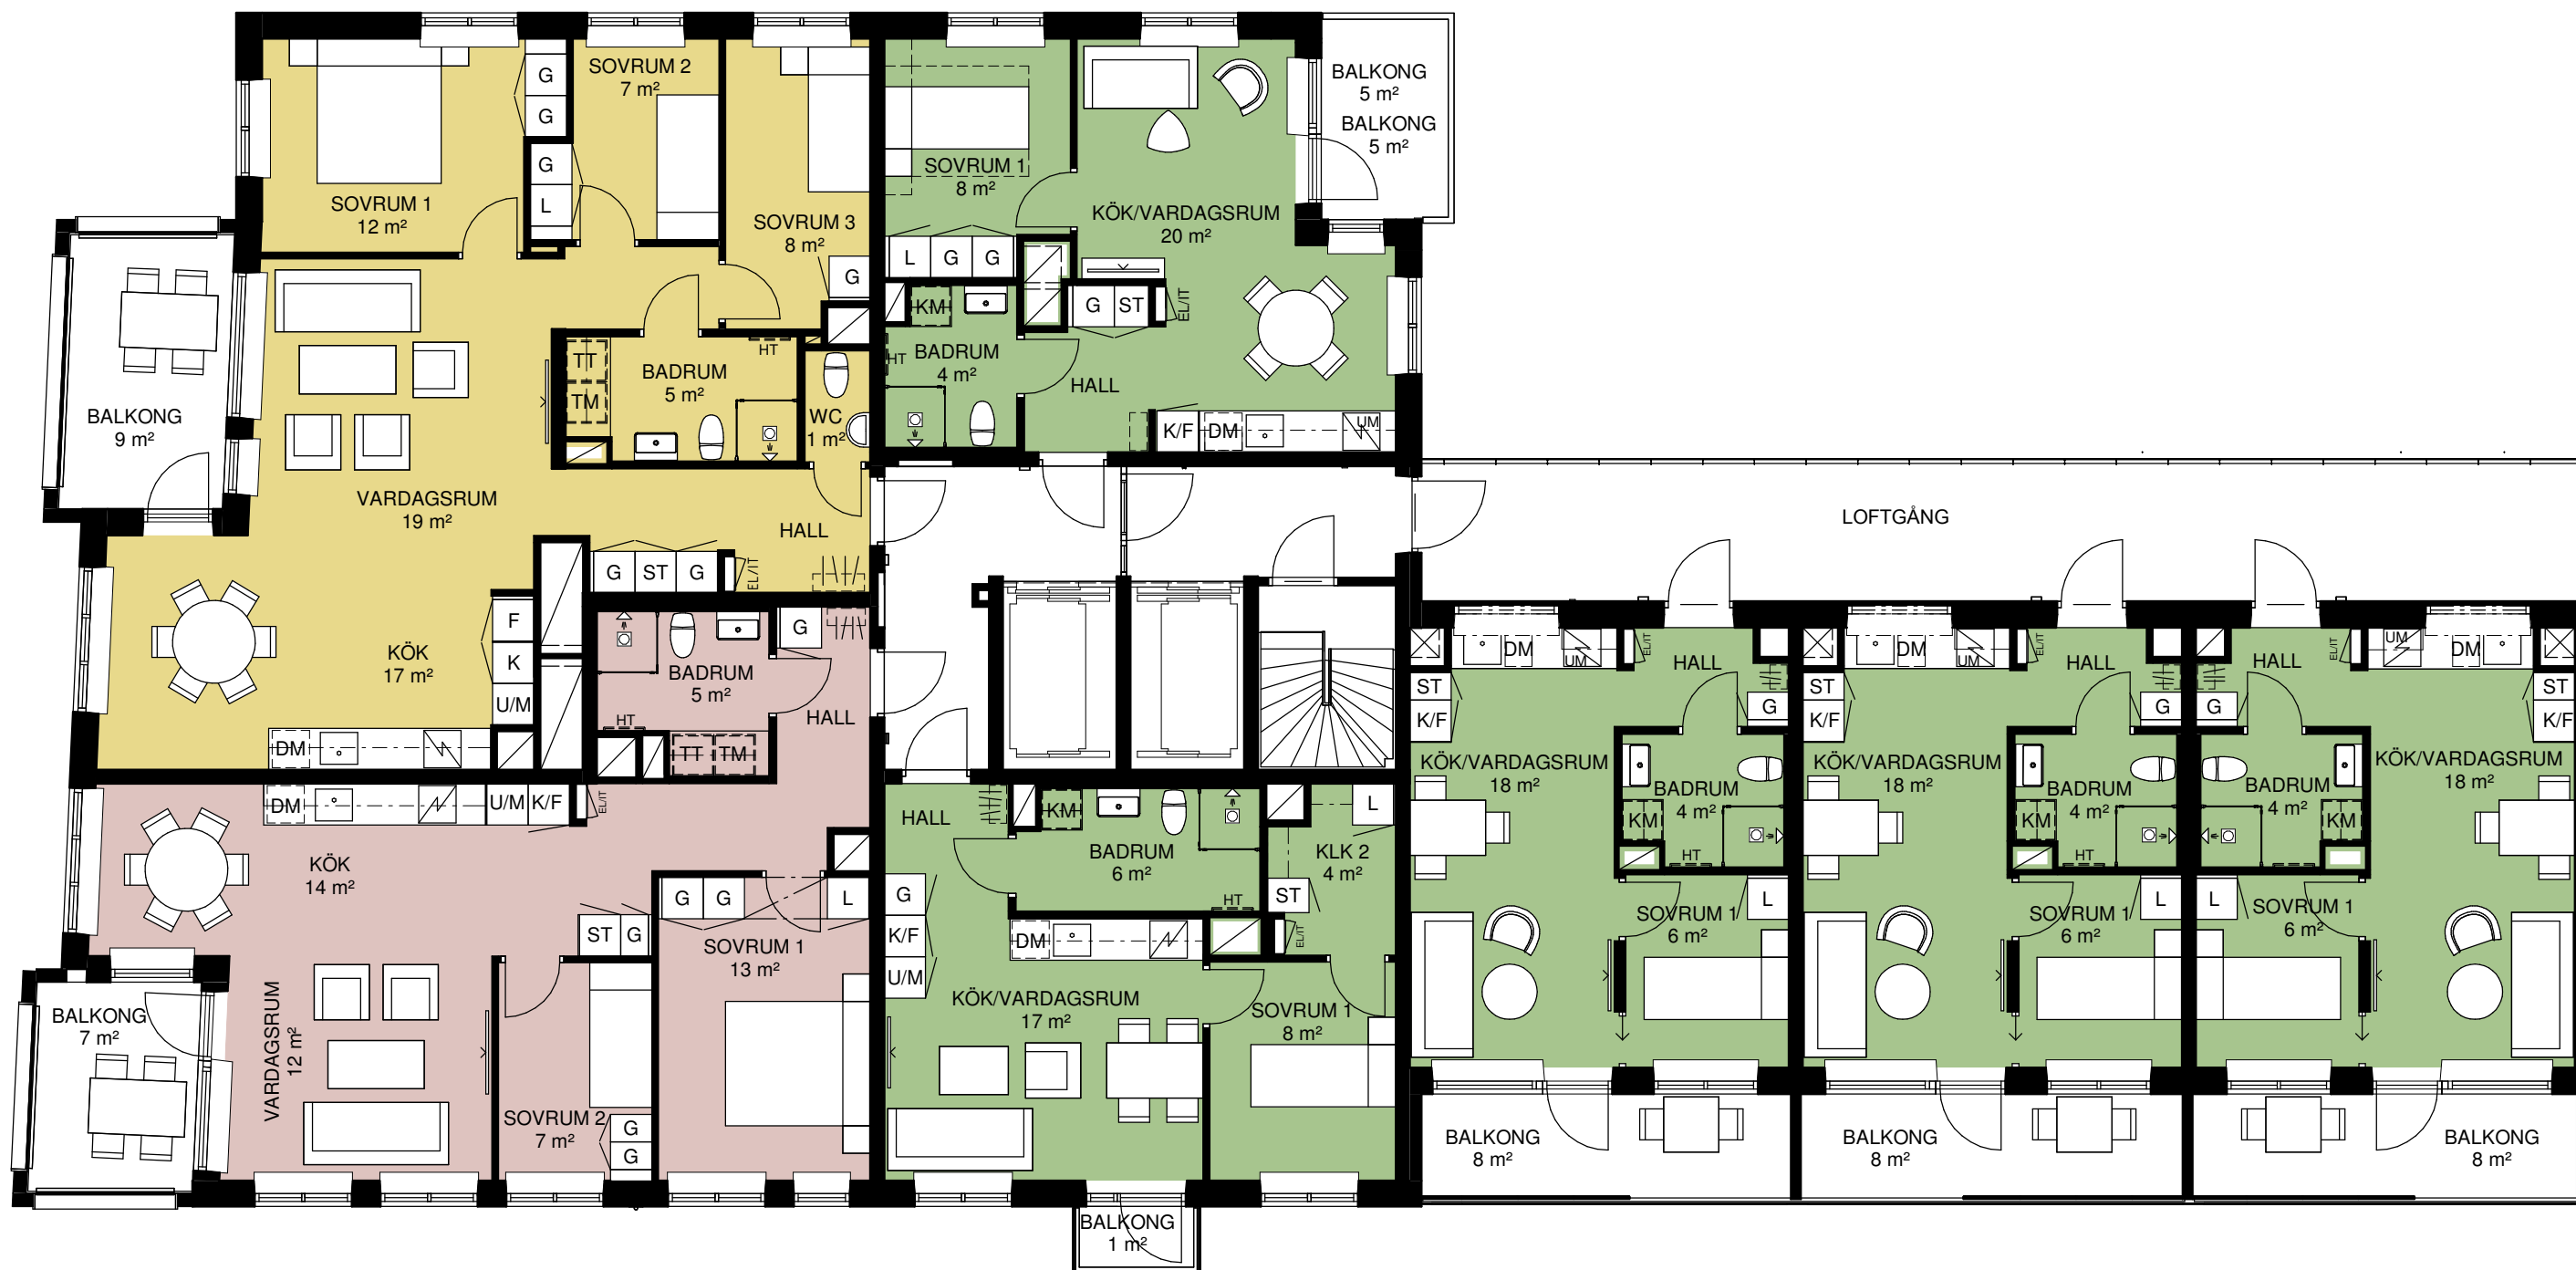 G
G
SOVRUM 1
12 m²
G
L
SOVRUM 2
7 m²
SOVRUM 3
8 m²
G
BALKONG
9 m²
TT
TM
BADRUM
5 m²
HT
WC
1 m²
VARDAGSRUM
19 m²
HALL
G
ST
G
EL/IT
KÖK
17 m²
F
K
U/M
DM
SOVRUM 1
8 m²
L
G
G
KÖK/VARDAGSRUM
20 m²
BALKONG
5 m²
BALKONG
5 m²
KM
HT
BADRUM
4 m²
G
ST
EL/IT
HALL
K/F
DM
UM
LOFTGÅNG
G
BADRUM
5 m²
HT
TT
TM
HALL
DM
U/M
K/F
EL/IT
KÖK
14 m²
ST
G
G
G
L
SOVRUM 1
13 m²
VARDAGSRUM
12 m²
BALKONG
7 m²
SOVRUM 2
7 m²
G
G
HALL
KM
BADRUM
6 m²
HT
L
KLK 2
4 m²
ST
EL/IT
G
K/F
U/M
DM
KÖK/VARDAGSRUM
17 m²
SOVRUM 1
8 m²
BALKONG
1 m²
DM
UM
EL/IT
HALL
ST
K/F
G
KÖK/VARDAGSRUM
18 m²
BADRUM
4 m²
KM
HT
SOVRUM 1
6 m²
L
BALKONG
8 m²
DM
UM
EL/IT
HALL
ST
K/F
G
KÖK/VARDAGSRUM
18 m²
BADRUM
4 m²
KM
HT
SOVRUM 1
6 m²
L
BALKONG
8 m²
HALL
EL/IT
UM
DM
G
ST
K/F
KÖK/VARDAGSRUM
18 m²
BADRUM
4 m²
KM
L
SOVRUM 1
6 m²
BALKONG
8 m²